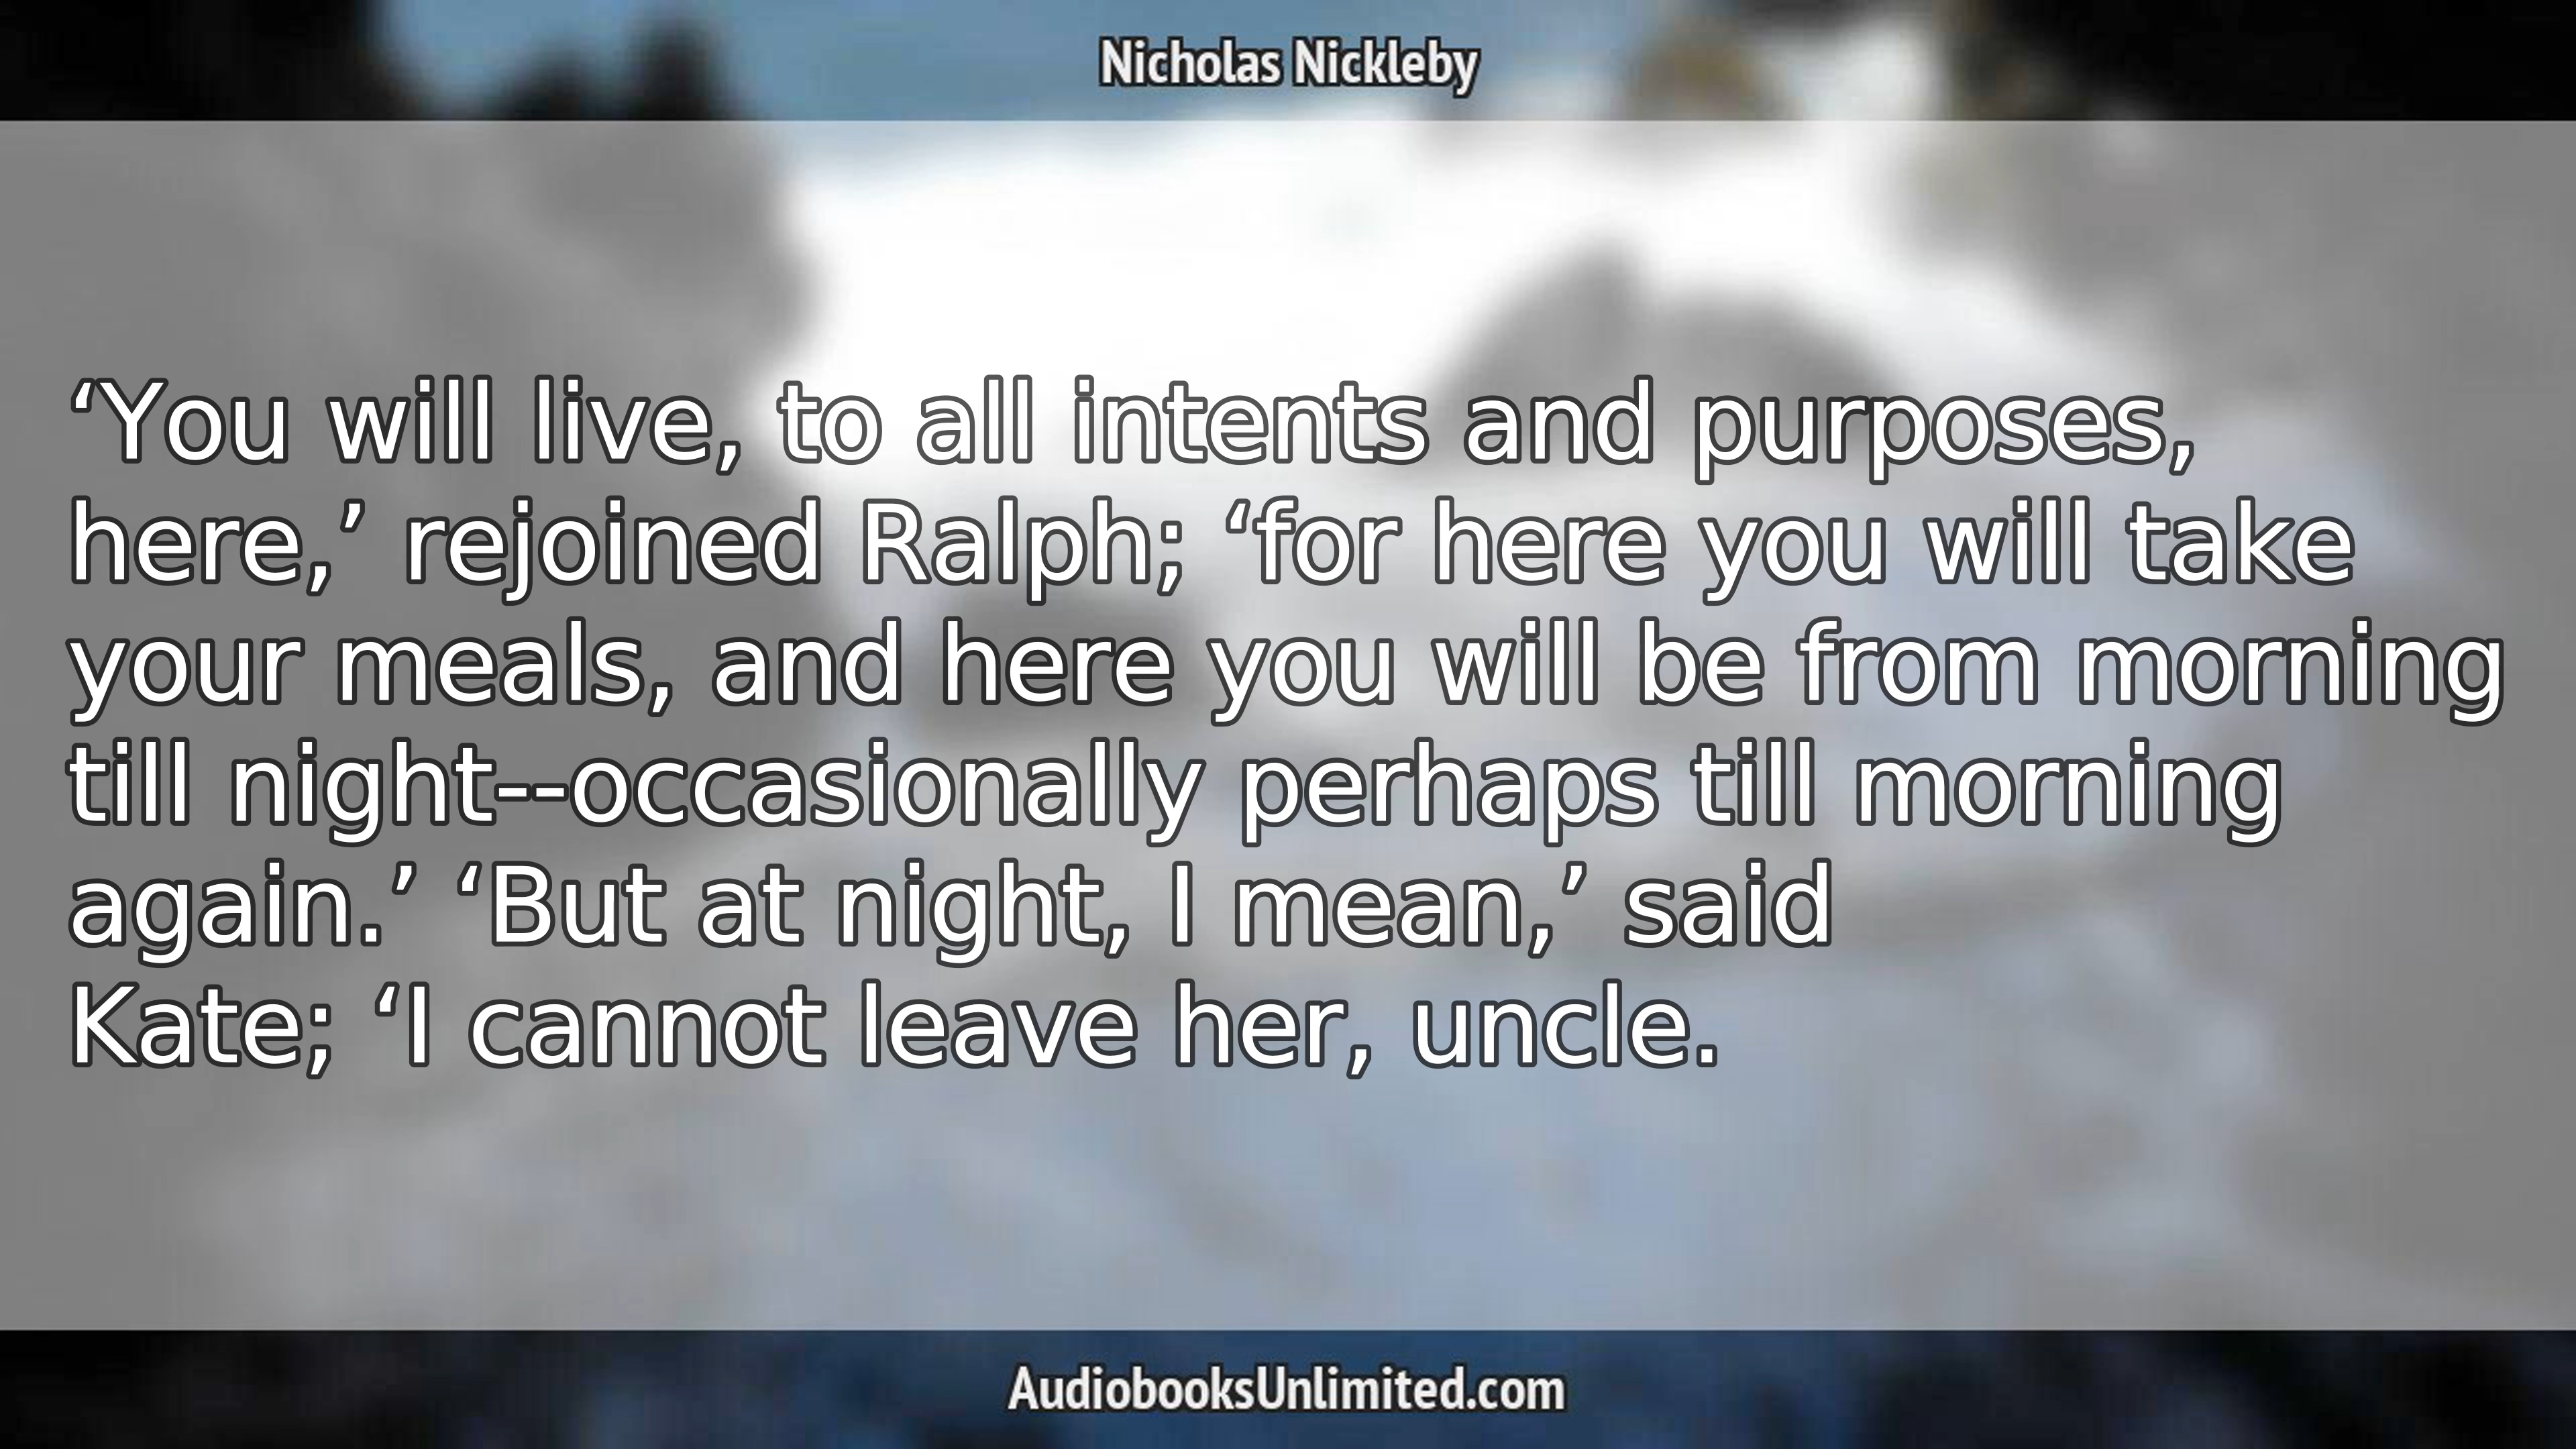 Nicholas Nickleby
‘You will live, to all intents and purposes,
here,’ rejoined Ralph; ‘for here you will take
your meals, and here you will be from morning
till night--occasionally perhaps till morning
again.’ ‘But at night, I mean,’ said
Kate; ‘I cannot leave her, uncle.
AudiobooksUnlimited.com